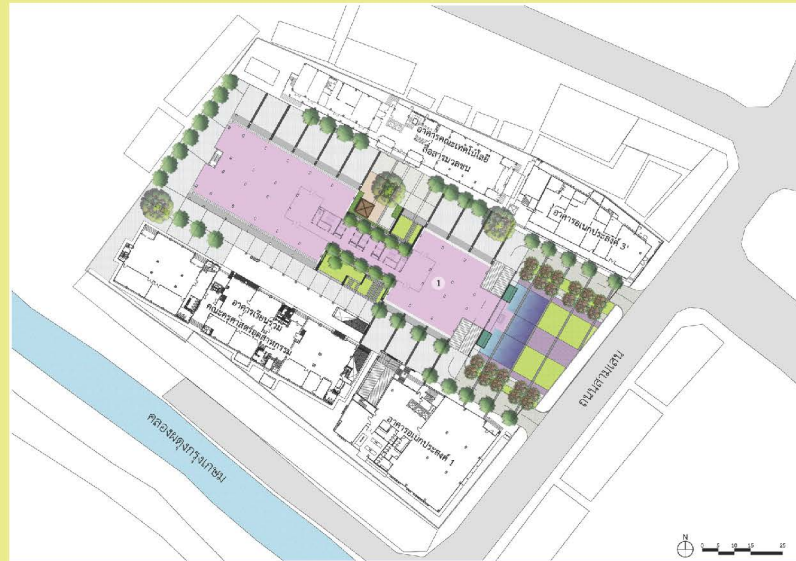 อาคารคณะเทคโนโลยี
สื่อสารมวลชน
อาคารอเนกประสงค์ 3
1
อาคารเรียนรวม
คณะครุศาสตร์อุตสาหกรรม
อาคารอเนกประสงค์ 1
ถนนสามเสน
คลองผดุงกรุงเกษม
N
0 5 10 15 25